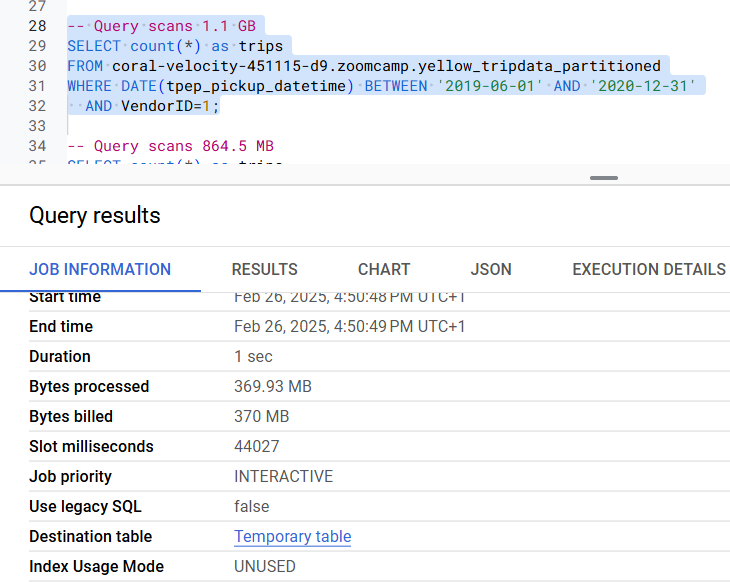 27
28 -- Query scans 1.1 GB
29 SELECT count(*) as trips
30 FROM coral-velocity-451115-d9.zoomcamp.yellow_tripdata_partitioned
31 WHERE DATE(tpep_pickup_datetime) BETWEEN '2019-06-01' AND '2020-12-31'
32   AND VendorID=1;
33
34 -- Query scans 864.5 MB
35 SELECT count(*) as trips
Query results
JOB INFORMATION RESULTS CHART JSON EXECUTION DETAILS
Start time Feb 26, 2025, 4:50:48 PM UTC+1
End time Feb 26, 2025, 4:50:49 PM UTC+1
Duration 1 sec
Bytes processed 369.93 MB
Bytes billed 370 MB
Slot milliseconds 44027
Job priority INTERACTIVE
Use legacy SQL false
Destination table Temporary table
Index Usage Mode UNUSED